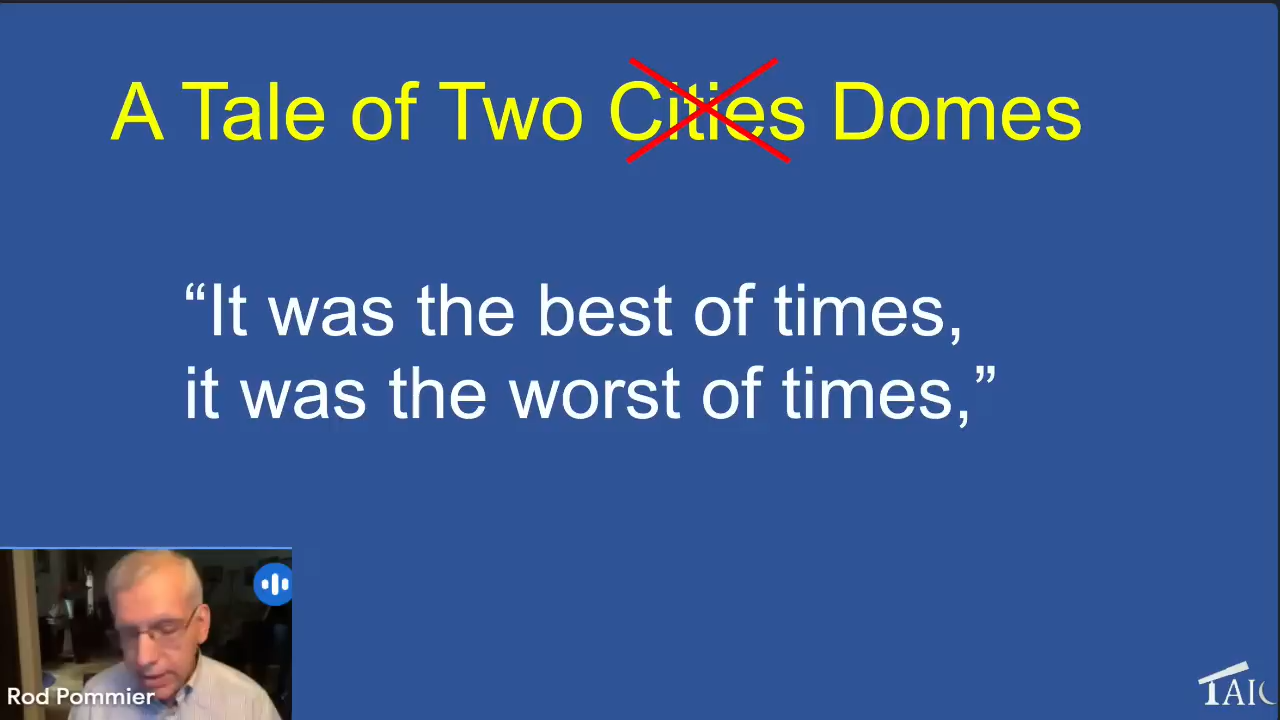 A Tale of Two Cities Domes
“It was the best of times,
it was the worst of times,”
Rod Pommier
TAIC